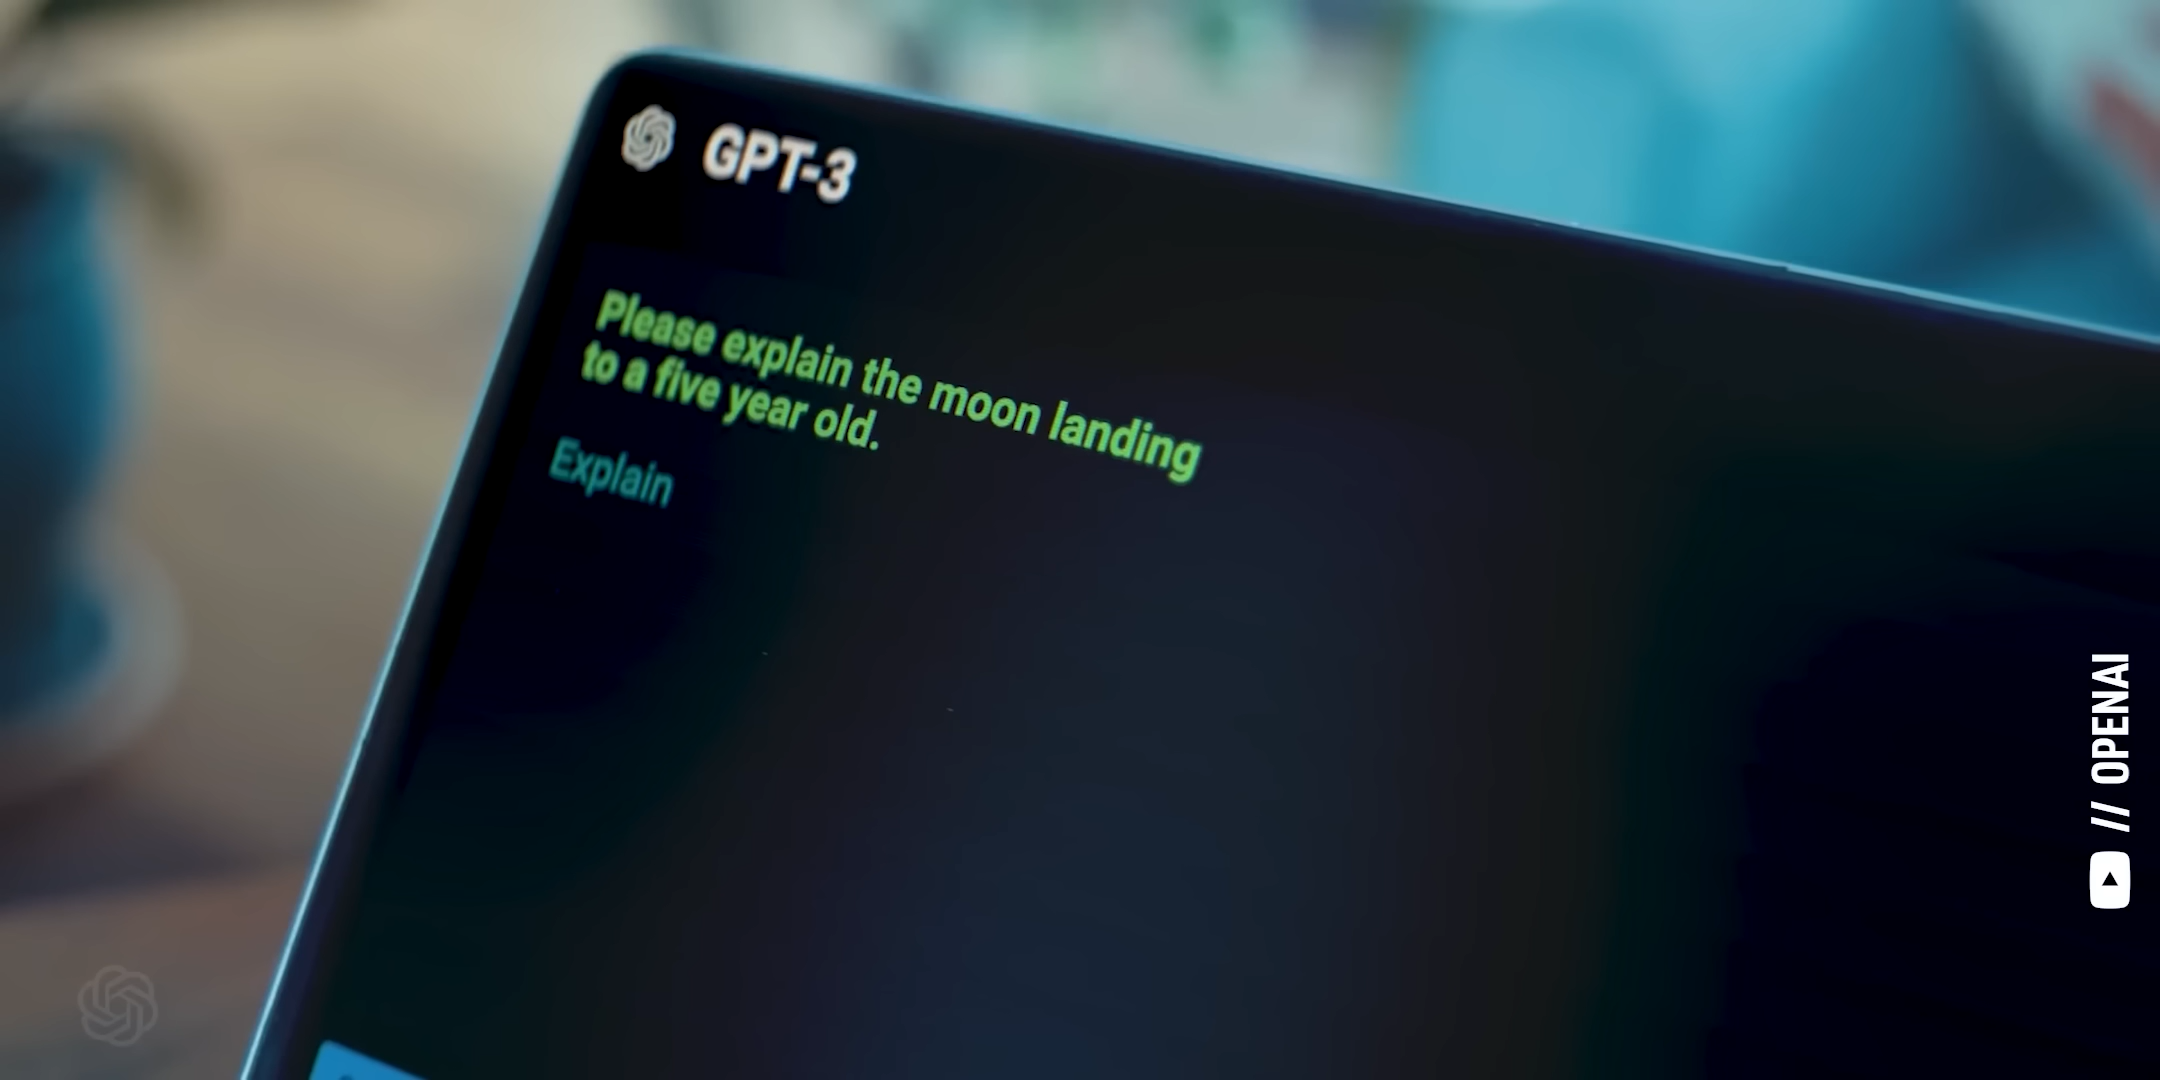 GPT-3
Please explain the moon landing
to a five year old.
Explain
// OPENAI